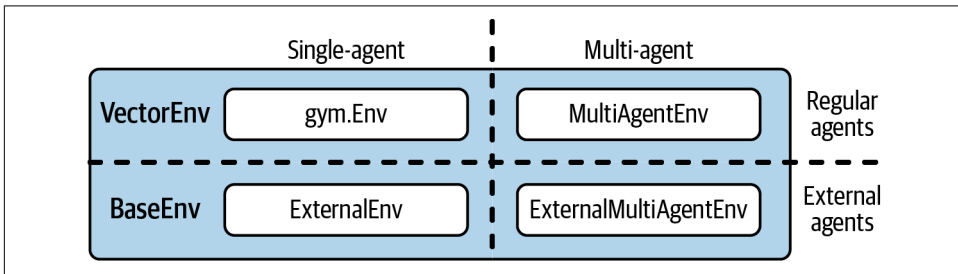 Single-agent
Multi-agent
VectorEnv
gym.Env
MultiAgentEnv
Regular
agents
BaseEnv
ExternalEnv
ExternalMultiAgentEnv
External
agents